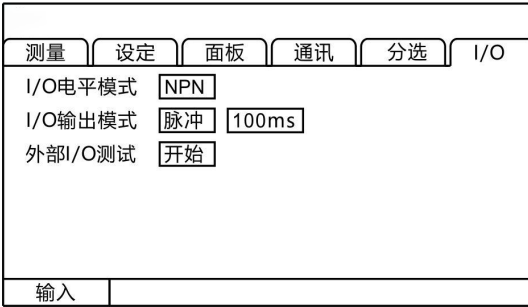 测量 设定 面板 通讯 分选 I/O
I/O电平模式 NPN
I/O输出模式 脉冲 100ms
外部I/O测试 开始
输入